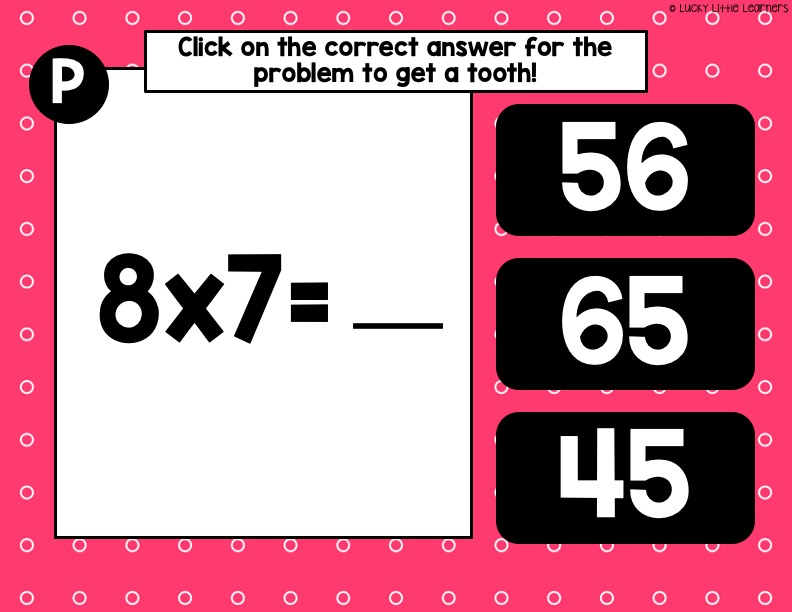 © Lucky Little Learners
Click on the correct answer for the
problem to get a tooth!
P
8x7= __
56
65
45